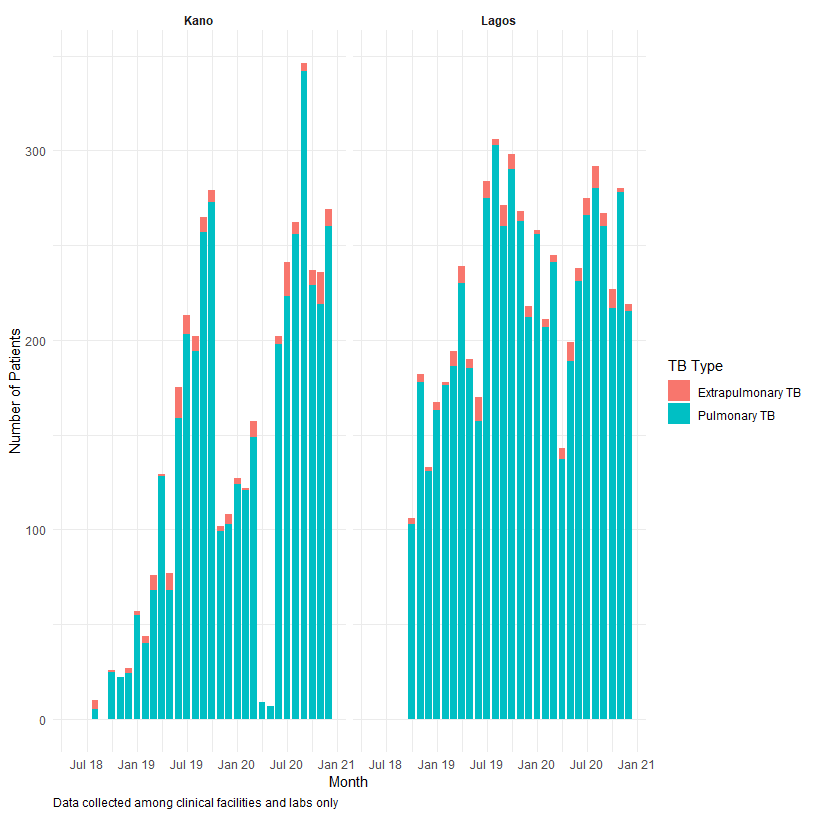 Kano
Lagos
300
200
100
0
Number of Patients
Jul 18 Jan 19 Jul 19 Jan 20 Jul 20 Jan 21
Jul 18 Jan 19 Jul 19 Jan 20 Jul 20 Jan 21
Month
TB Type
Extrapulmonary TB
Pulmonary TB
Data collected among clinical facilities and labs only